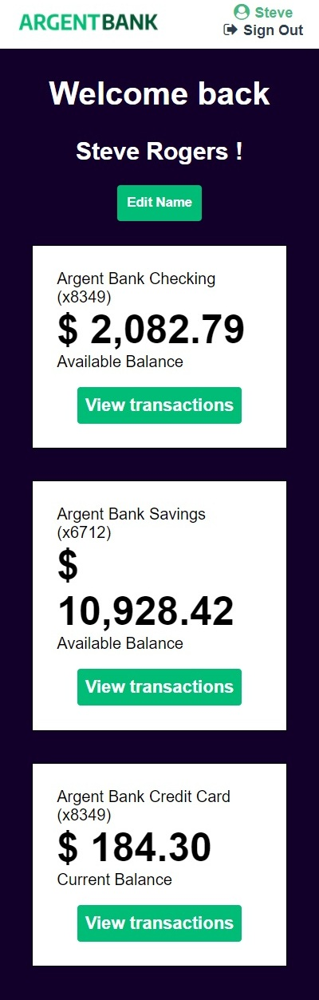 ARGENTBANK
Steve
Sign Out
Welcome back
Steve Rogers !
Edit Name
Argent Bank Checking
(x8349)
$ 2,082.79
Available Balance
View transactions
Argent Bank Savings
(x6712)
$
10,928.42
Available Balance
View transactions
Argent Bank Credit Card
(x8349)
$ 184.30
Current Balance
View transactions